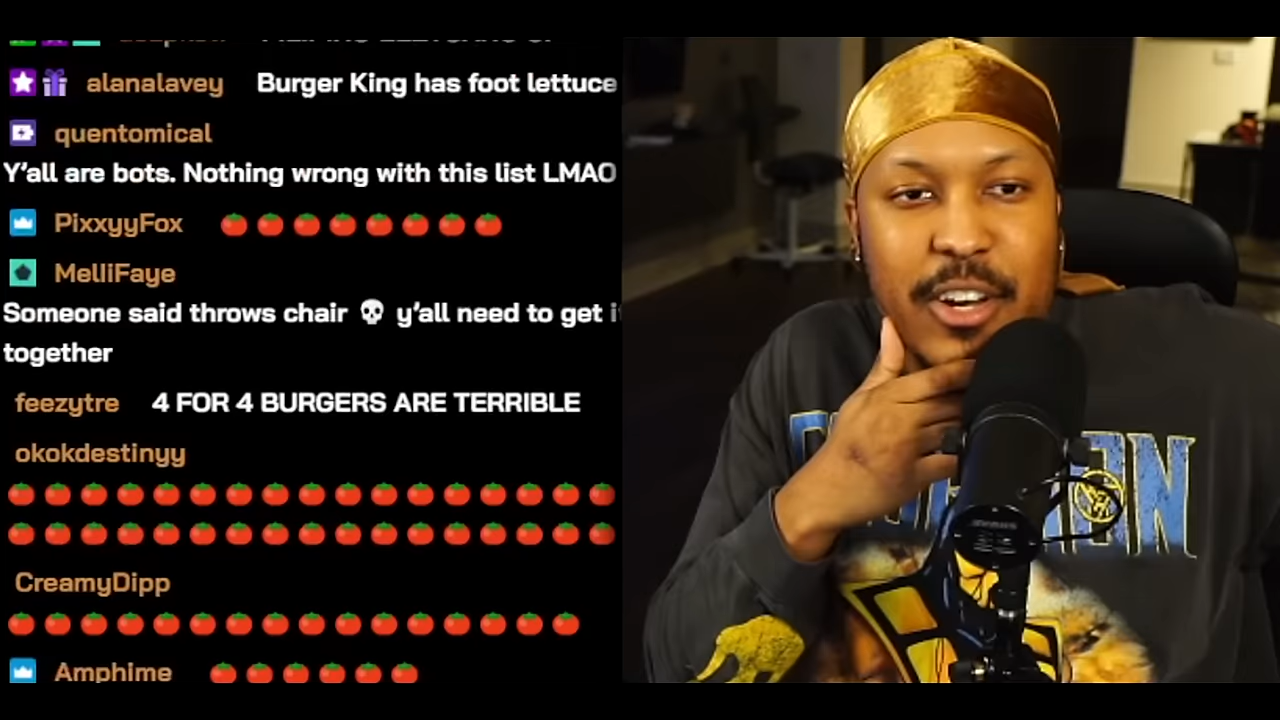 alanalavey Burger King has foot lettuce
quentomical
Y'all are bots. Nothing wrong with this list LMAO
PixxyyFox 🍅🍅🍅🍅🍅🍅🍅🍅
MelliFaye
Someone said throws chair 💀 y'all need to get it
together
feezytre 4 FOR 4 BURGERS ARE TERRIBLE
okokdestinyy
🍅🍅🍅🍅🍅🍅🍅🍅🍅🍅🍅🍅🍅🍅🍅🍅🍅
🍅🍅🍅🍅🍅🍅🍅🍅🍅🍅🍅🍅🍅🍅🍅🍅🍅
CreamyDipp
🍅🍅🍅🍅🍅🍅🍅🍅🍅🍅🍅🍅🍅🍅🍅🍅
Amphime 🍅🍅🍅🍅🍅🍅